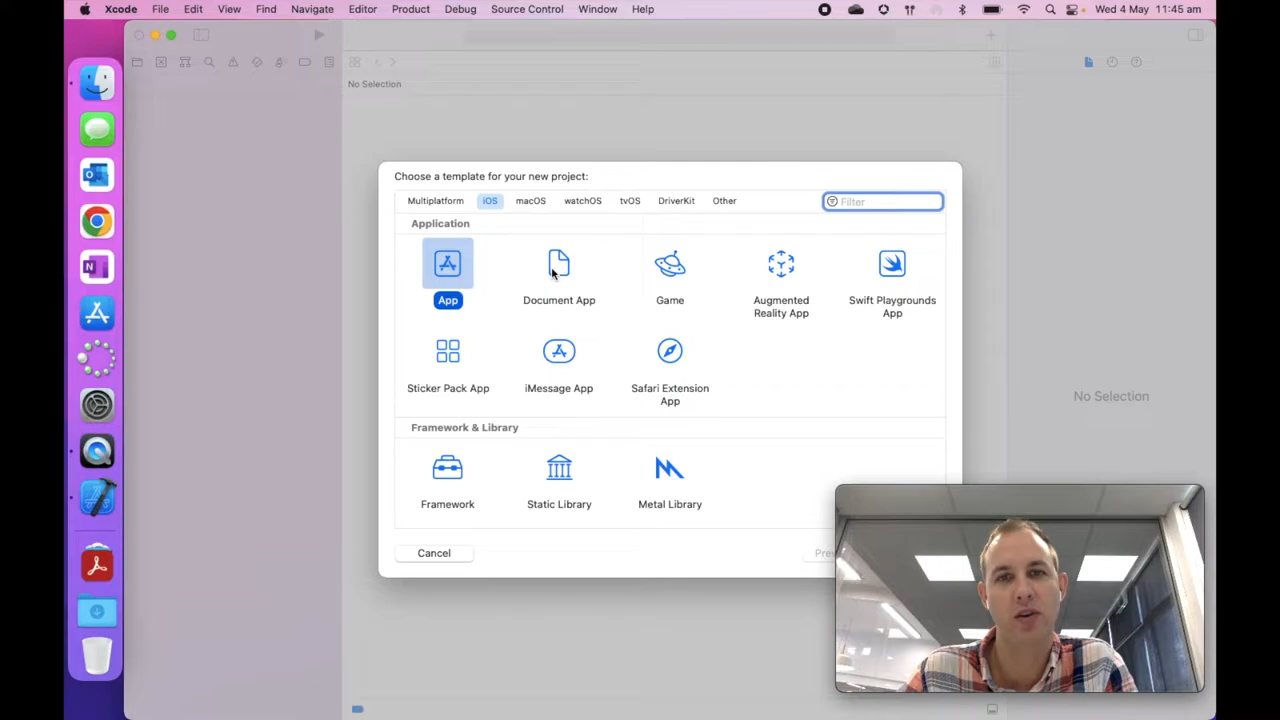 Xcode File Edit View Find Navigate Editor Product Debug Source Control Window Help Wed 4 May 11:45 am
No Selection
Choose a template for your new project:
Multiplatform iOS macOS watchOS tvOS DriverKit Other Filter
Application
App Document App Game Augmented Reality App Swift Playgrounds App
Sticker Pack App iMessage App Safari Extension App
No Selection
Framework & Library
Framework Static Library Metal Library
Cancel